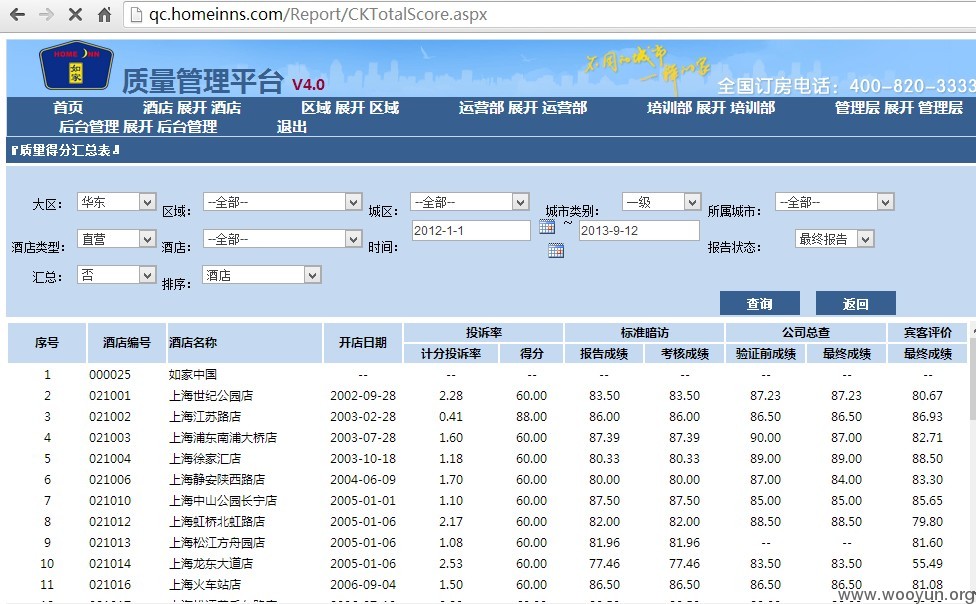 qc.homeinns.com/Report/CKTotalScore.aspx
HOME INN 如家 质量管理平台 V4.0 不同的城市 一样的家 全国订房电话：400-820-3333
首页 酒店 展开 酒店 区域 展开 区域 运营部 展开 运营部 培训部 展开 培训部 管理层 展开 管理层
后台管理 展开 后台管理 退出
『质量得分汇总表』
大区： 华东 区域： --全部-- 城区： --全部-- 城市类别： 一级 所属城市： --全部--
酒店类型： 直营 酒店： --全部-- 时间： 2012-1-1 ~ 2013-9-12 报告状态： 最终报告
汇总： 否 排序： 酒店
查询 返回
序号 酒店编号 酒店名称 开店日期 投诉率 标准暗访 公司总查 宾客评价
计分投诉率 得分 报告成绩 考核成绩 验证前成绩 最终成绩 最终成绩
1 000025 如家中国 -- -- -- -- -- -- -- --
2 021001 上海世纪公园店 2002-09-28 2.28 60.00 83.50 83.50 87.23 87.23 80.67
3 021002 上海江苏路店 2003-02-28 0.41 88.00 86.00 86.00 86.50 86.50 86.93
4 021003 上海浦东南浦大桥店 2003-07-28 1.60 60.00 87.39 87.39 90.00 87.00 82.71
5 021004 上海徐家汇店 2003-10-18 1.18 60.00 80.33 80.33 89.00 89.00 88.50
6 021006 上海静安陕西路店 2004-06-09 1.70 60.00 80.00 80.00 87.00 84.00 83.30
7 021010 上海中山公园长宁店 2005-01-01 1.10 60.00 87.50 87.50 85.00 85.00 85.65
8 021012 上海虹桥北虹路店 2005-01-06 2.17 60.00 82.00 82.00 88.50 88.50 79.80
9 021013 上海松江方舟园店 2005-01-06 1.08 60.00 81.96 81.96 -- -- 81.60
10 021014 上海龙东大道店 2005-01-06 2.53 60.00 77.46 77.46 83.50 83.50 55.49
11 021016 上海火车站店 2006-09-04 1.50 60.00 86.50 86.50 86.50 86.50 81.08
www.wooyun.org